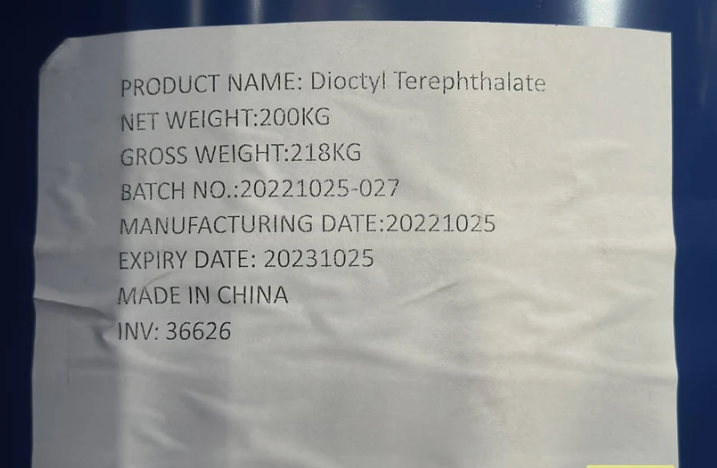 PRODUCT NAME: Dioctyl Terephthalate
NET WEIGHT:200KG
GROSS WEIGHT:218KG
BATCH NO.:20221025-027
MANUFACTURING DATE:20221025
EXPIRY DATE: 20231025
MADE IN CHINA
INV: 36626